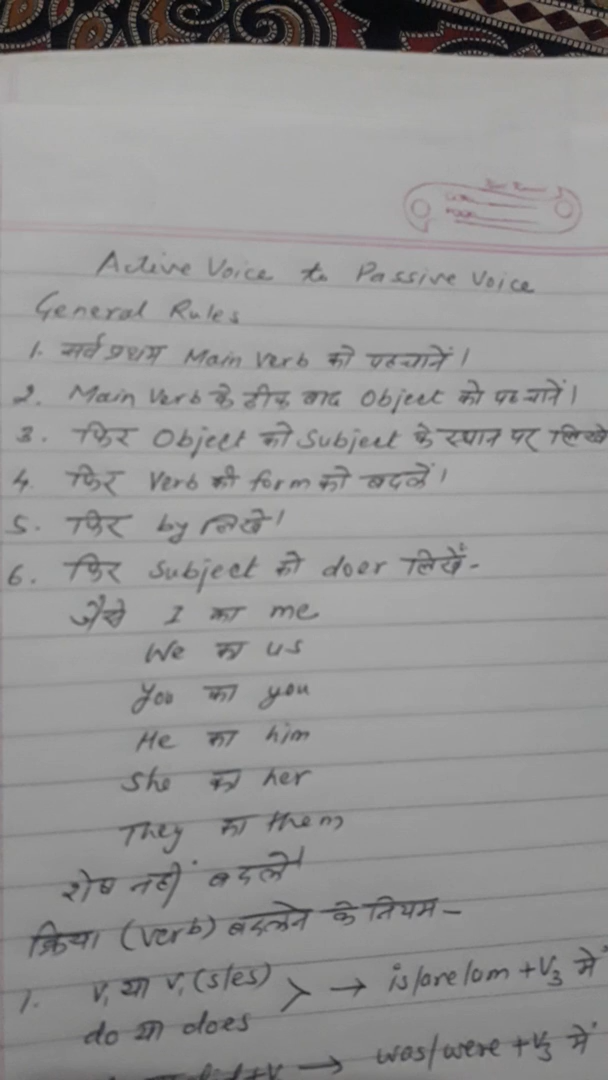 Active Voice to Passive Voice
General Rules
1. सर्व प्रथम Main Verb को पहचानें।
2. Main Verb के ठीक बाद Object को पहचानें।
3. फिर Object को Subject के स्थान पर लिखे
4. फिर Verb की form को बदलें।
5. फिर by लिखें।
6. फिर Subject को doer लिखें-
जैसे I का me
We का us
You का you
He का him
She का her
They का them
शेष नहीं बदले।
क्रिया (Verb) बदलने के नियम-
1. V₁ या V₁(s/es) > → is/are/am + V₃ में
do या does
→ was/were + V₃ में